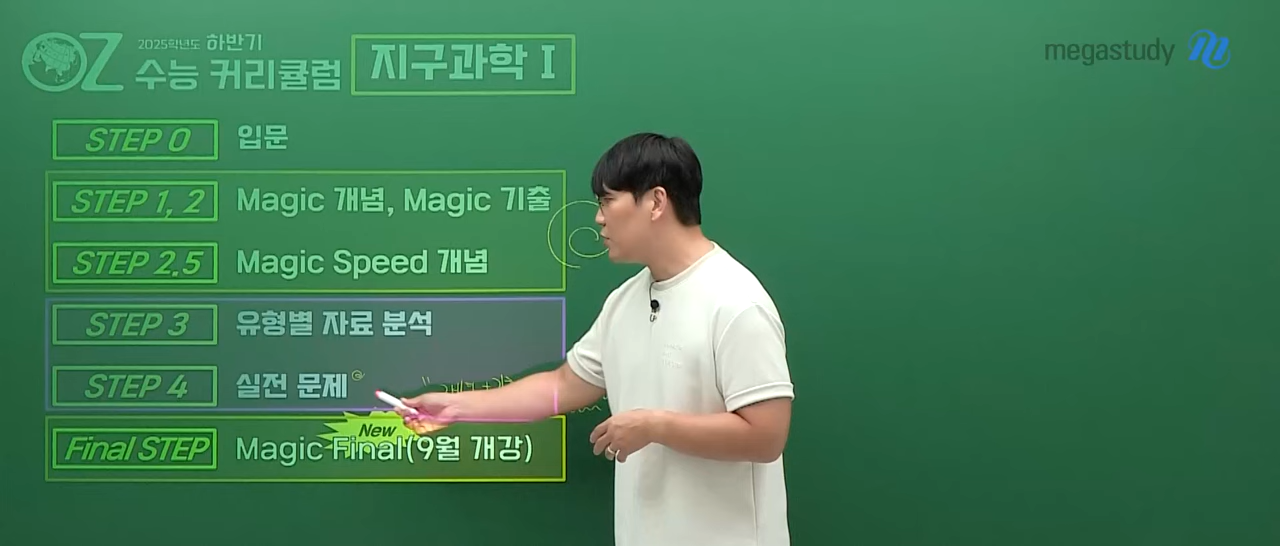 OZ 2025학년도 하반기
수능 커리큘럼 지구과학 I
megastudy
STEP 0 입문
STEP 1, 2 Magic 개념, Magic 기출
STEP 2.5 Magic Speed 개념
STEP 3 유형별 자료 분석
STEP 4 실전 문제
New
Final STEP Magic Final(9월 개강)